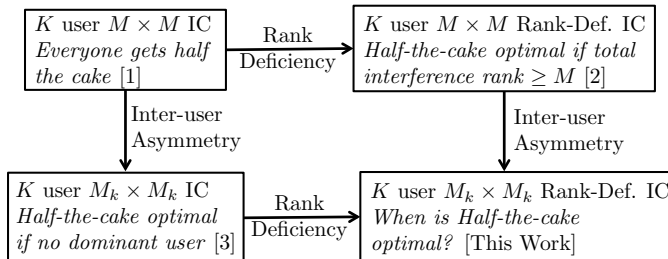 K user M × M IC
Everyone gets half
the cake [1]
Rank
Deficiency
K user M × M Rank-Def. IC
Half-the-cake optimal if total
interference rank ≥ M [2]
Inter-user
Asymmetry
Inter-user
Asymmetry
K user M_k × M_k IC
Half-the-cake optimal
if no dominant user [3]
Rank
Deficiency
K user M_k × M_k Rank-Def. IC
When is Half-the-cake
optimal? [This Work]